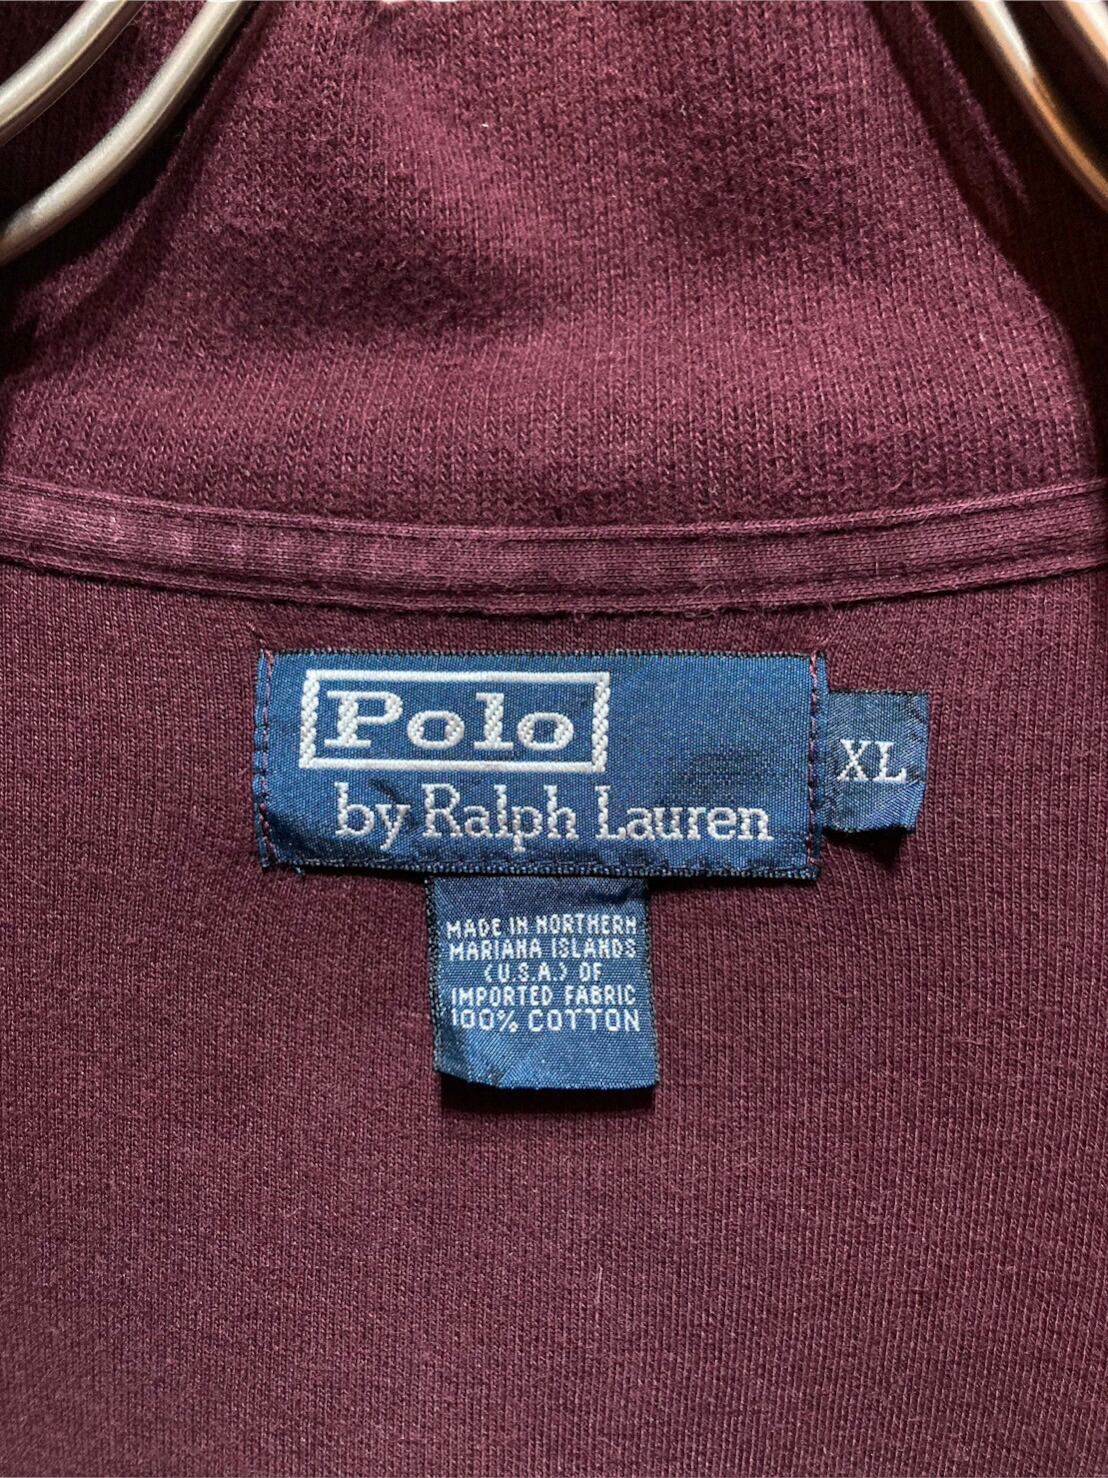 Polo
by Ralph Lauren
XL
MADE IN NORTHERN
MARIANA ISLANDS
(U.S.A.) OF
IMPORTED FABRIC
100% COTTON